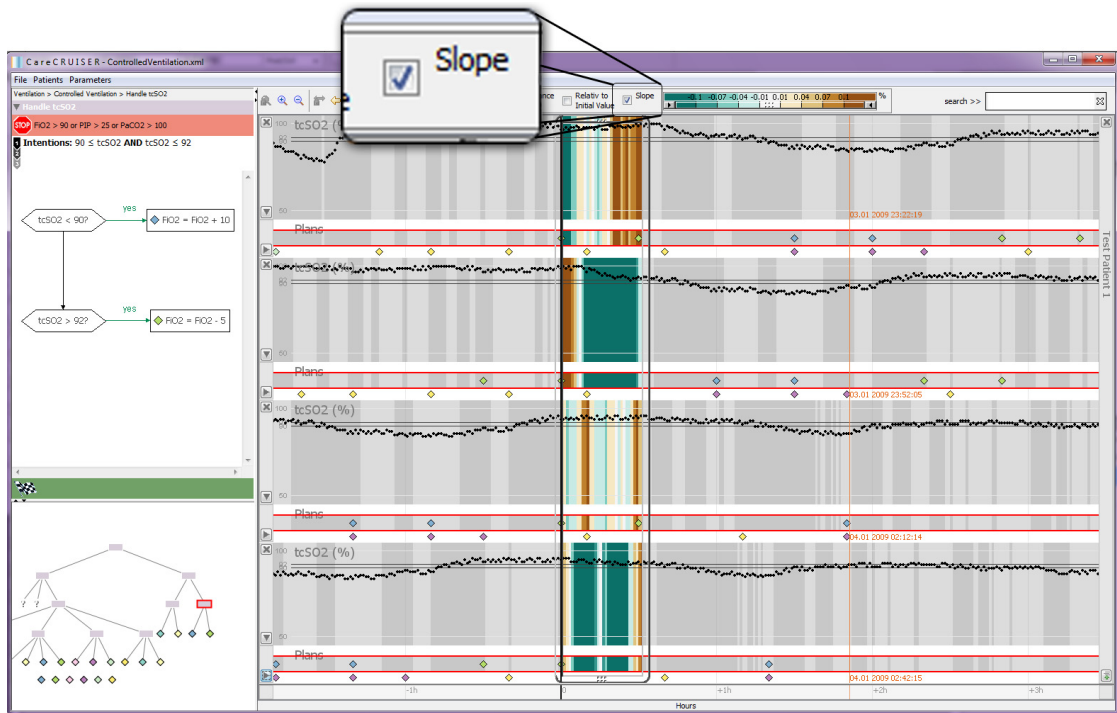 Slope
CareCRUISER - ControlledVentilation.xml
File Patients Parameters
Ventilation > Controlled Ventilation > Handle tcSO2
Handle tcSO2
STOP FiO2 > 90 or PIP > 25 or PaCO2 > 100
Intentions: 90 ≤ tcSO2 AND tcSO2 ≤ 92
tcSO2 < 90?
yes
FiO2 = FiO2 + 10
tcSO2 > 92?
yes
FiO2 = FiO2 - 5
? ?
Relativ to
Initial Value
Slope
-0.1 -0.07 -0.04 -0.01 0.01 0.04 0.07 0.1 %
search >>
100
tcSO2 (%
60
03.01 2009 23:22:19
Plans
tcSO2 (%)
60
Plans
03.01 2009 23:52:05
100
tcSO2 (%)
60
Plans
04.01 2009 02:12:14
100
tcSO2 (%)
60
Plans
04.01 2009 02:42:15
Test Patient 1
-1h 0 +1h +2h +3h
Hours